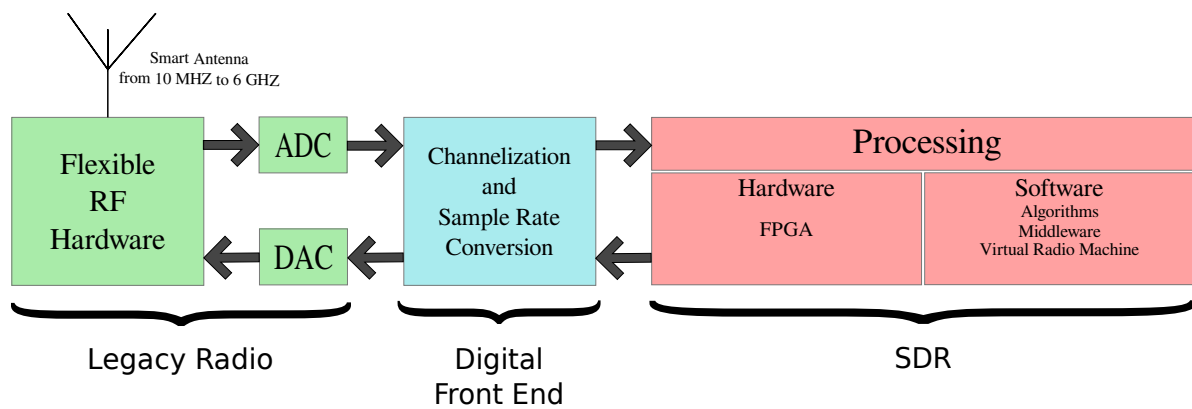 Smart Antenna
from 10 MHZ to 6 GHZ
Flexible
RF
Hardware
ADC
DAC
Channelization
and
Sample Rate
Conversion
Processing
Hardware
FPGA
Software
Algorithms
Middleware
Virtual Radio Machine
Legacy Radio
Digital
Front End
SDR